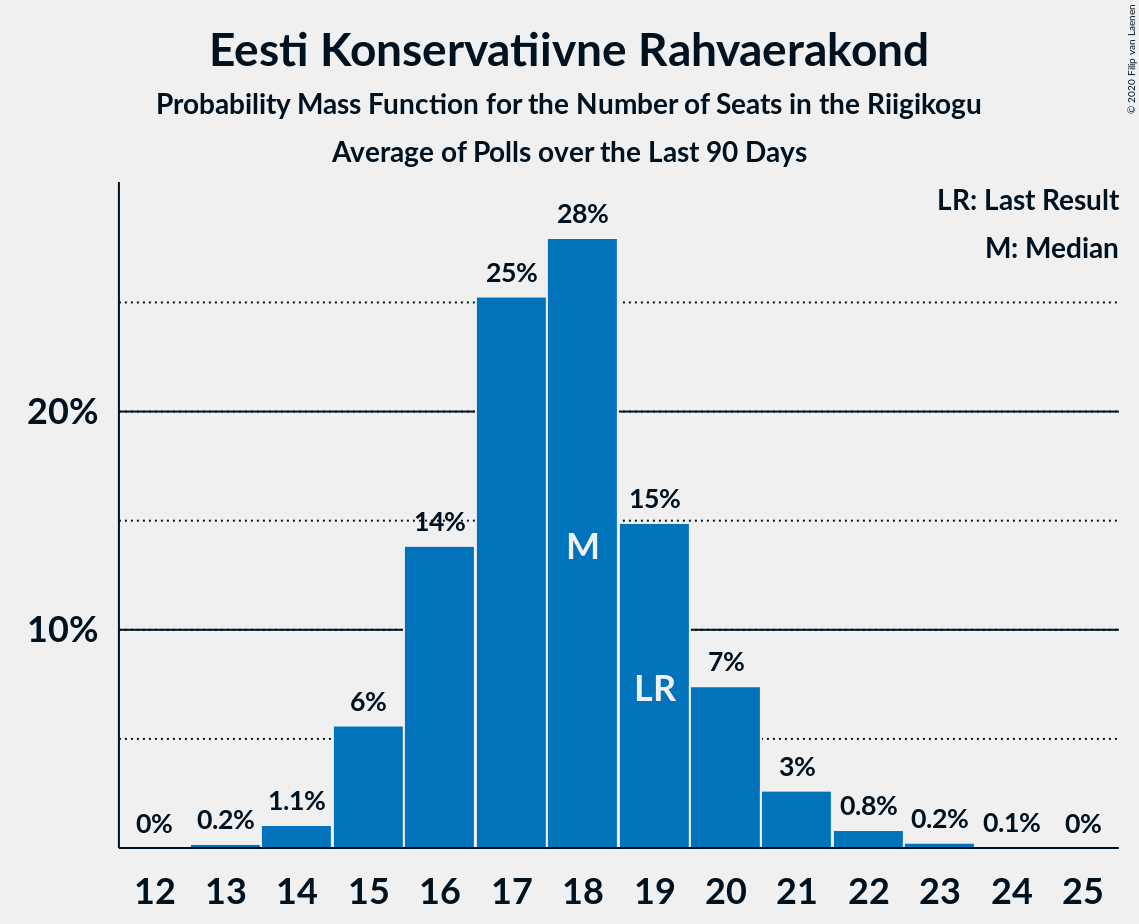 Eesti Konservatiivne Rahvaerakond
Probability Mass Function for the Number of Seats in the Riigikogu
Average of Polls over the Last 90 Days
© 2020 Filip van Laenen
LR: Last Result
M: Median
28%
25%
20%
15%
14%
M
10%
7%
LR
6%
3%
1.1%
0.8%
0% 0.2% 0.2% 0.1% 0%
12 13 14 15 16 17 18 19 20 21 22 23 24 25